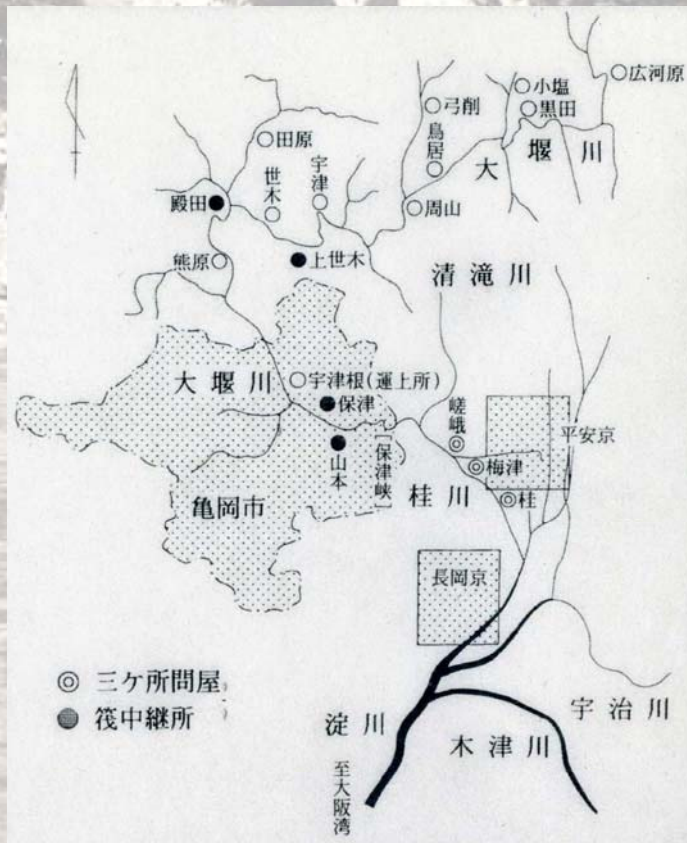 広河原
小塩
黒田
弓削
鳥居
大堰川
田原
宇津
世木
殿田
周山
上世木
熊原
清滝川
大堰川
宇津根(運上所)
保津
嵯峨
平安京
梅津
山本
[保津峡]
桂
桂川
亀岡市
長岡京
◎ 三ケ所問屋
● 筏中継所
淀川
宇治川
木津川
至大阪湾